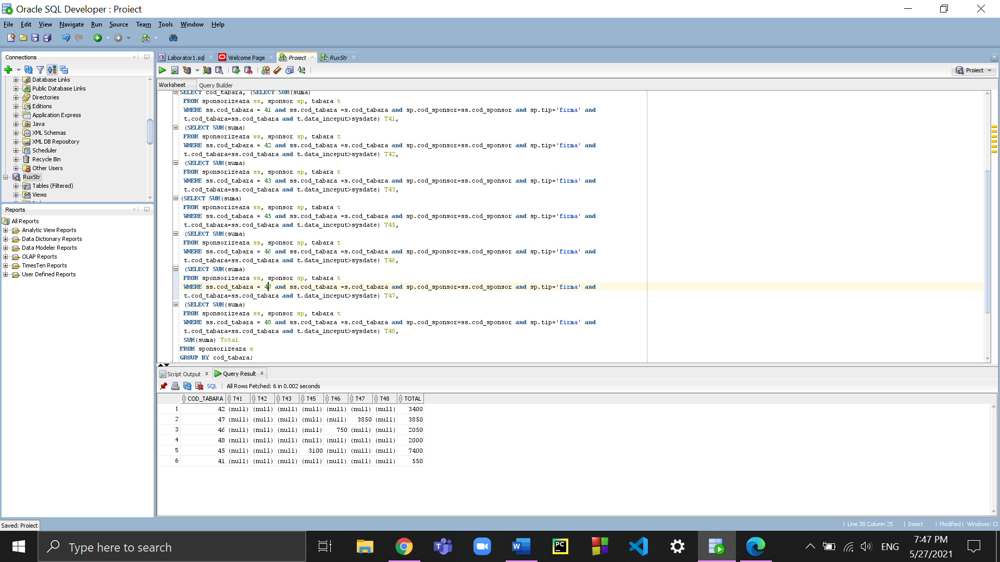 Oracle SQL Developer : Project
File Edit View Navigate Run Source Team Tools Window Help
Connections
Database Links
Public Database Links
Directories
Editions
Application Express
Java
XML Schemas
XML DB Repository
Scheduler
Recycle Bin
Other Users
RuxStr
Tables (Filtered)
Views
Reports
All Reports
Analytic View Reports
Data Dictionary Reports
Data Modeler Reports
OLAP Reports
TimesTen Reports
User Defined Reports
Laborator1.sql Welcome Page Project RuxStr
Project
Worksheet Query Builder
SELECT cod_tabara, (SELECT SUM(suma)
FROM sponsorizeaza ss, sponsor sp, tabara t
WHERE ss.cod_tabara = 41 and ss.cod_tabara =s.cod_tabara and sp.cod_sponsor=ss.cod_sponsor and sp.tip='firma' and
t.cod_tabara=ss.cod_tabara and t.data_inceput>sysdate) T41,
(SELECT SUM(suma)
FROM sponsorizeaza ss, sponsor sp, tabara t
WHERE ss.cod_tabara = 42 and ss.cod_tabara =s.cod_tabara and sp.cod_sponsor=ss.cod_sponsor and sp.tip='firma' and
t.cod_tabara=ss.cod_tabara and t.data_inceput>sysdate) T42,
(SELECT SUM(suma)
FROM sponsorizeaza ss, sponsor sp, tabara t
WHERE ss.cod_tabara = 43 and ss.cod_tabara =s.cod_tabara and sp.cod_sponsor=ss.cod_sponsor and sp.tip='firma' and
t.cod_tabara=ss.cod_tabara and t.data_inceput>sysdate) T43,
(SELECT SUM(suma)
FROM sponsorizeaza ss, sponsor sp, tabara t
WHERE ss.cod_tabara = 45 and ss.cod_tabara =s.cod_tabara and sp.cod_sponsor=ss.cod_sponsor and sp.tip='firma' and
t.cod_tabara=ss.cod_tabara and t.data_inceput>sysdate) T45,
(SELECT SUM(suma)
FROM sponsorizeaza ss, sponsor sp, tabara t
WHERE ss.cod_tabara = 46 and ss.cod_tabara =s.cod_tabara and sp.cod_sponsor=ss.cod_sponsor and sp.tip='firma' and
t.cod_tabara=ss.cod_tabara and t.data_inceput>sysdate) T46,
(SELECT SUM(suma)
FROM sponsorizeaza ss, sponsor sp, tabara t
WHERE ss.cod_tabara = 47 and ss.cod_tabara =s.cod_tabara and sp.cod_sponsor=ss.cod_sponsor and sp.tip='firma' and
t.cod_tabara=ss.cod_tabara and t.data_inceput>sysdate) T47,
(SELECT SUM(suma)
FROM sponsorizeaza ss, sponsor sp, tabara t
WHERE ss.cod_tabara = 48 and ss.cod_tabara =s.cod_tabara and sp.cod_sponsor=ss.cod_sponsor and sp.tip='firma' and
t.cod_tabara=ss.cod_tabara and t.data_inceput>sysdate) T48,
SUM(suma) Total
FROM sponsorizeaza s
GROUP BY cod_tabara;
Script Output Query Result
SQL | All Rows Fetched: 6 in 0.002 seconds
COD_TABARA T41 T42 T43 T45 T46 T47 T48 TOTAL
1 42 (null) (null) (null) (null) (null) (null) (null) 3400
2 47 (null) (null) (null) (null) (null) 3850 (null) 3850
3 46 (null) (null) (null) (null) 750 (null) (null) 2050
4 48 (null) (null) (null) (null) (null) (null) (null) 2000
5 45 (null) (null) (null) 3100 (null) (null) (null) 7400
6 41 (null) (null) (null) (null) (null) (null) (null) 550
Saved: Project
| Line 38 Column 25 | Insert | Modified | Windows: Cl
Type here to search
ENG
7:47 PM
5/27/2021